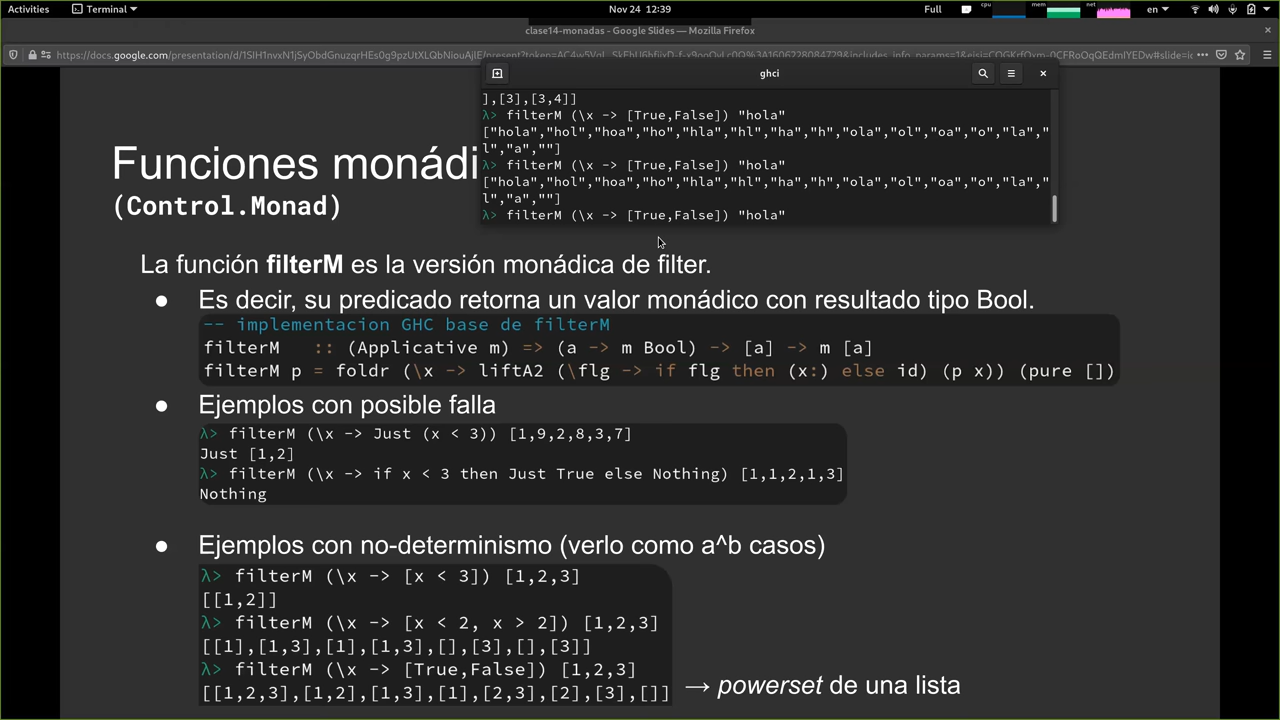 Activities Terminal Nov 24 12:39 Full cpu mem net en
clase14-monadas - Google Slides — Mozilla Firefox
ghci
],[3],[3,4]]
λ> filterM (\x -> [True,False]) "hola"
["hola","hol","hoa","ho","hla","hl","ha","h","ola","ol","oa","o","la","
l","a",""]
λ> filterM (\x -> [True,False]) "hola"
["hola","hol","hoa","ho","hla","hl","ha","h","ola","ol","oa","o","la","
l","a",""]
λ> filterM (\x -> [True,False]) "hola"
Funciones monádi
(Control.Monad)
La función filterM es la versión monádica de filter.
● Es decir, su predicado retorna un valor monádico con resultado tipo Bool.
-- implementacion GHC base de filterM
filterM :: (Applicative m) => (a -> m Bool) -> [a] -> m [a]
filterM p = foldr (\x -> liftA2 (\flg -> if flg then (x:) else id) (p x)) (pure [])
● Ejemplos con posible falla
λ> filterM (\x -> Just (x < 3)) [1,9,2,8,3,7]
Just [1,2]
λ> filterM (\x -> if x < 3 then Just True else Nothing) [1,1,2,1,3]
Nothing
● Ejemplos con no-determinismo (verlo como a^b casos)
λ> filterM (\x -> [x < 3]) [1,2,3]
[[1,2]]
λ> filterM (\x -> [x < 2, x > 2]) [1,2,3]
[[1],[1,3],[1],[1,3],[],[3],[],[3]]
λ> filterM (\x -> [True,False]) [1,2,3]
[[1,2,3],[1,2],[1,3],[1],[2,3],[2],[3],[]] → powerset de una lista